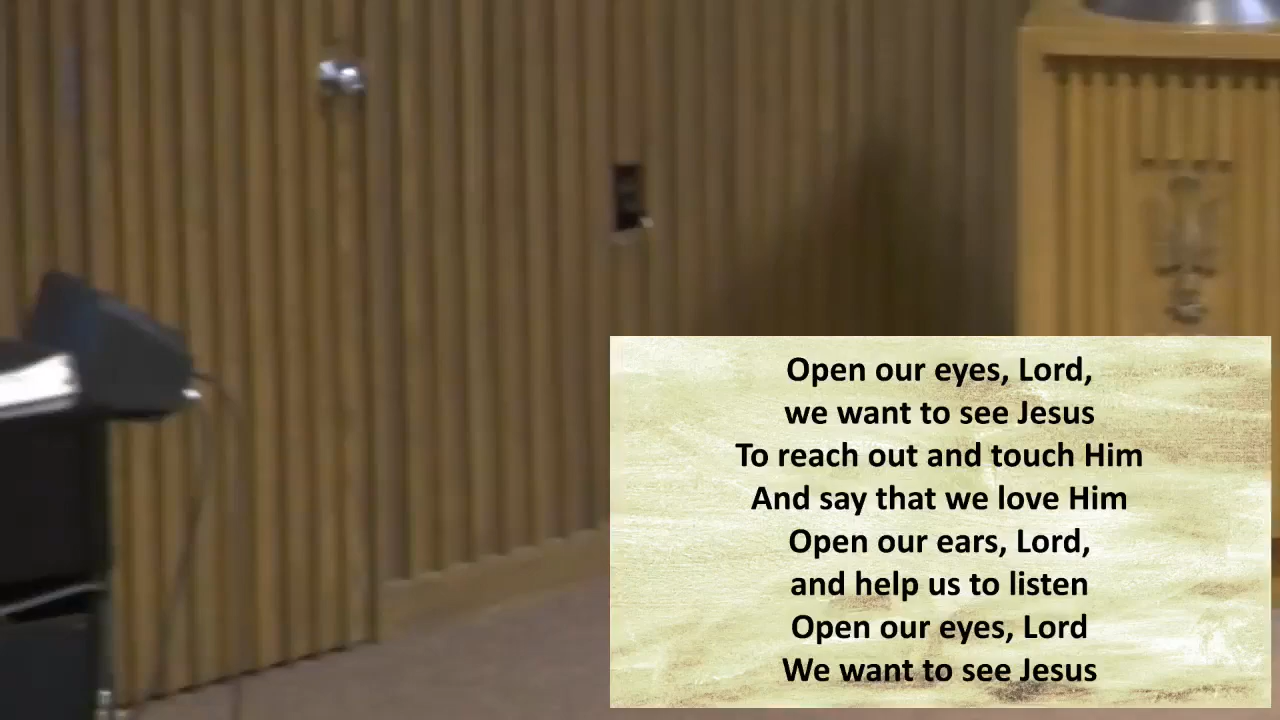 Open our eyes, Lord,
we want to see Jesus
To reach out and touch Him
And say that we love Him
Open our ears, Lord,
and help us to listen
Open our eyes, Lord
We want to see Jesus